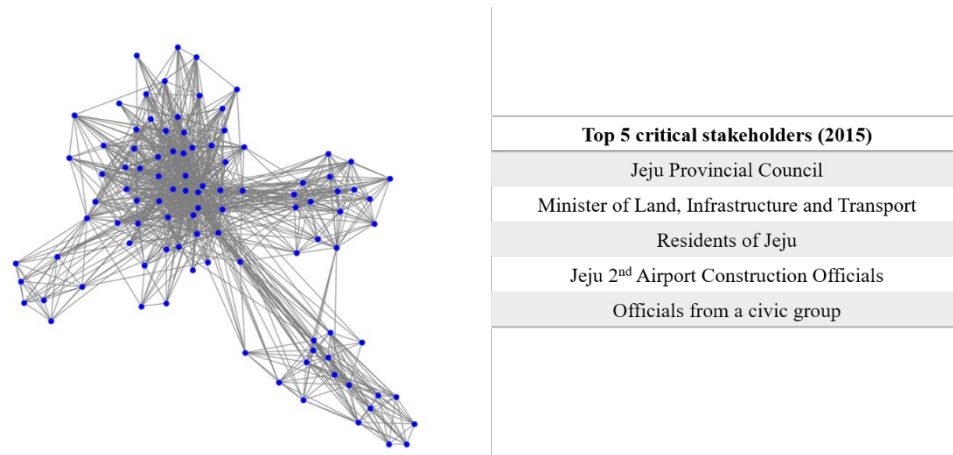 Top 5 critical stakeholders (2015)
Jeju Provincial Council
Minister of Land, Infrastructure and Transport
Residents of Jeju
Jeju 2nd Airport Construction Officials
Officials from a civic group